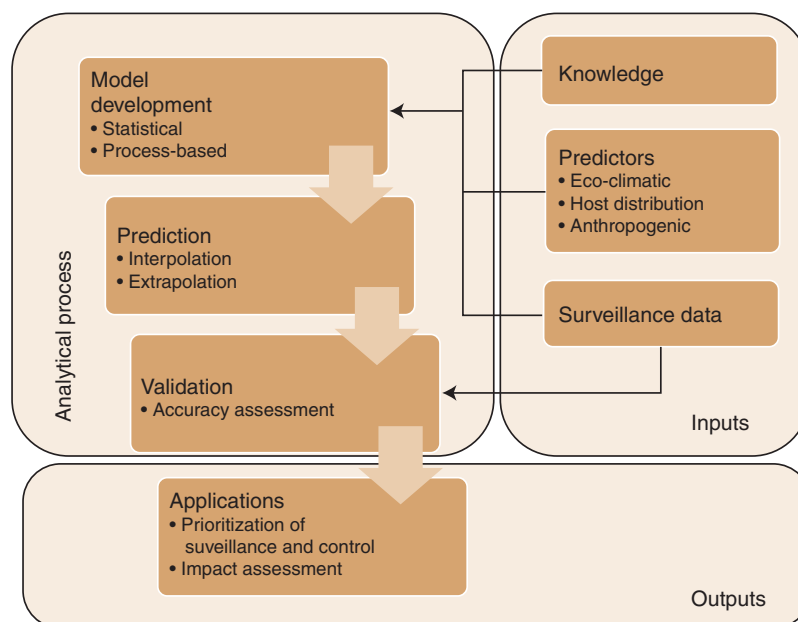 Model
development
• Statistical
• Process-based
Prediction
• Interpolation
• Extrapolation
Validation
• Accuracy assessment
Analytical process
Knowledge
Predictors
• Eco-climatic
• Host distribution
• Anthropogenic
Surveillance data
Inputs
Applications
• Prioritization of
suveillance and control
• Impact assessment
Outputs